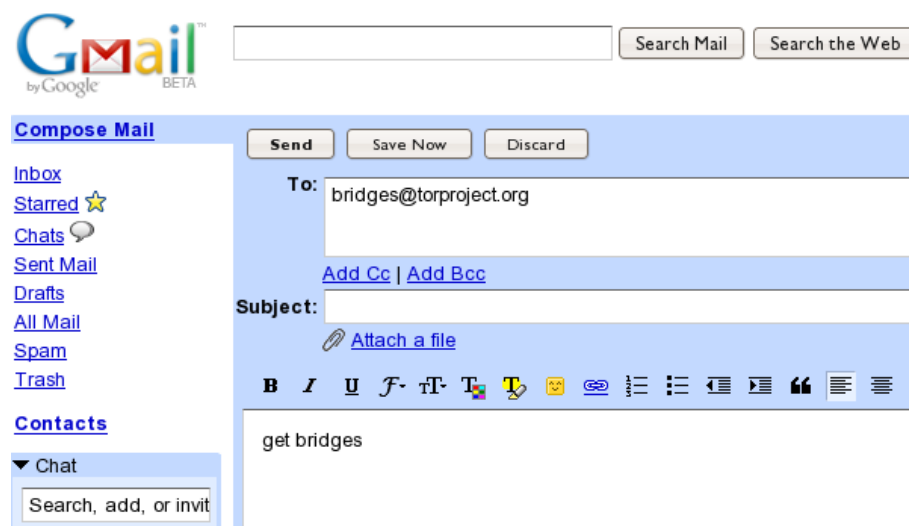 Gmail™
by Google BETA
Search Mail Search the Web
Compose Mail
Inbox
Starred
Chats
Sent Mail
Drafts
All Mail
Spam
Trash
Contacts
Chat
Search, add, or invit
Send Save Now Discard
To: bridges@torproject.org
Add Cc | Add Bcc
Subject:
Attach a file
B I U F TT T T
get bridges